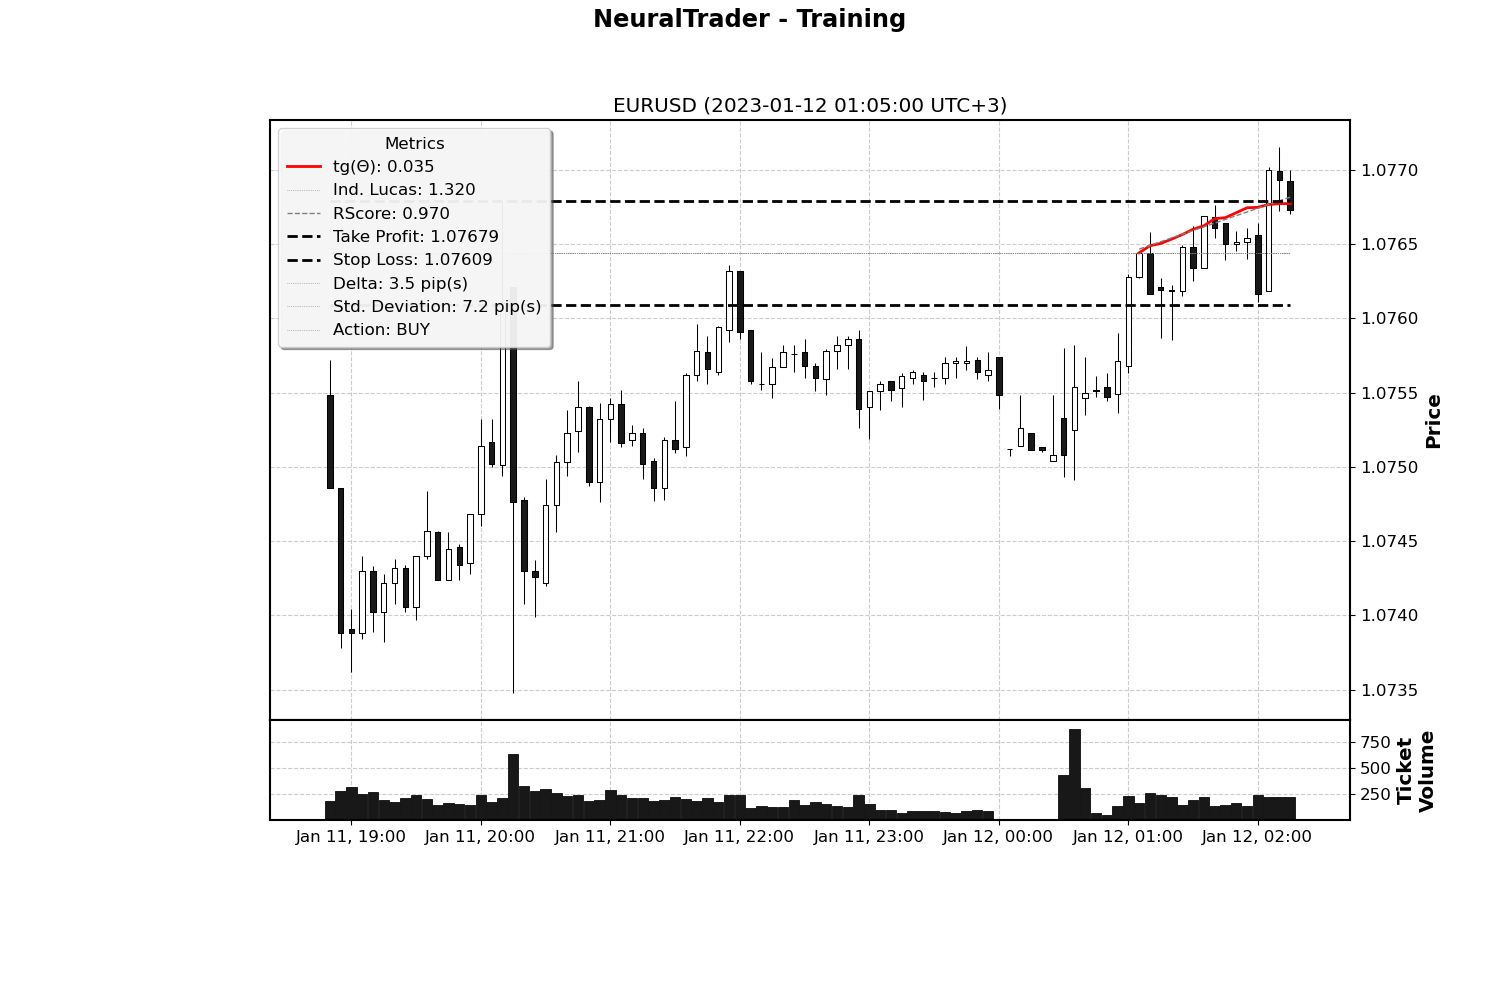 NeuralTrader - Training
EURUSD (2023-01-12 01:05:00 UTC+3)
Metrics
tg(Θ): 0.035
Ind. Lucas: 1.320
RScore: 0.970
Take Profit: 1.07679
Stop Loss: 1.07609
Delta: 3.5 pip(s)
Std. Deviation: 7.2 pip(s)
Action: BUY
1.0770
1.0765
1.0760
1.0755
1.0750
1.0745
1.0740
1.0735
Price
750
500
250
Ticket
Volume
Jan 11, 19:00
Jan 11, 20:00
Jan 11, 21:00
Jan 11, 22:00
Jan 11, 23:00
Jan 12, 00:00
Jan 12, 01:00
Jan 12, 02:00